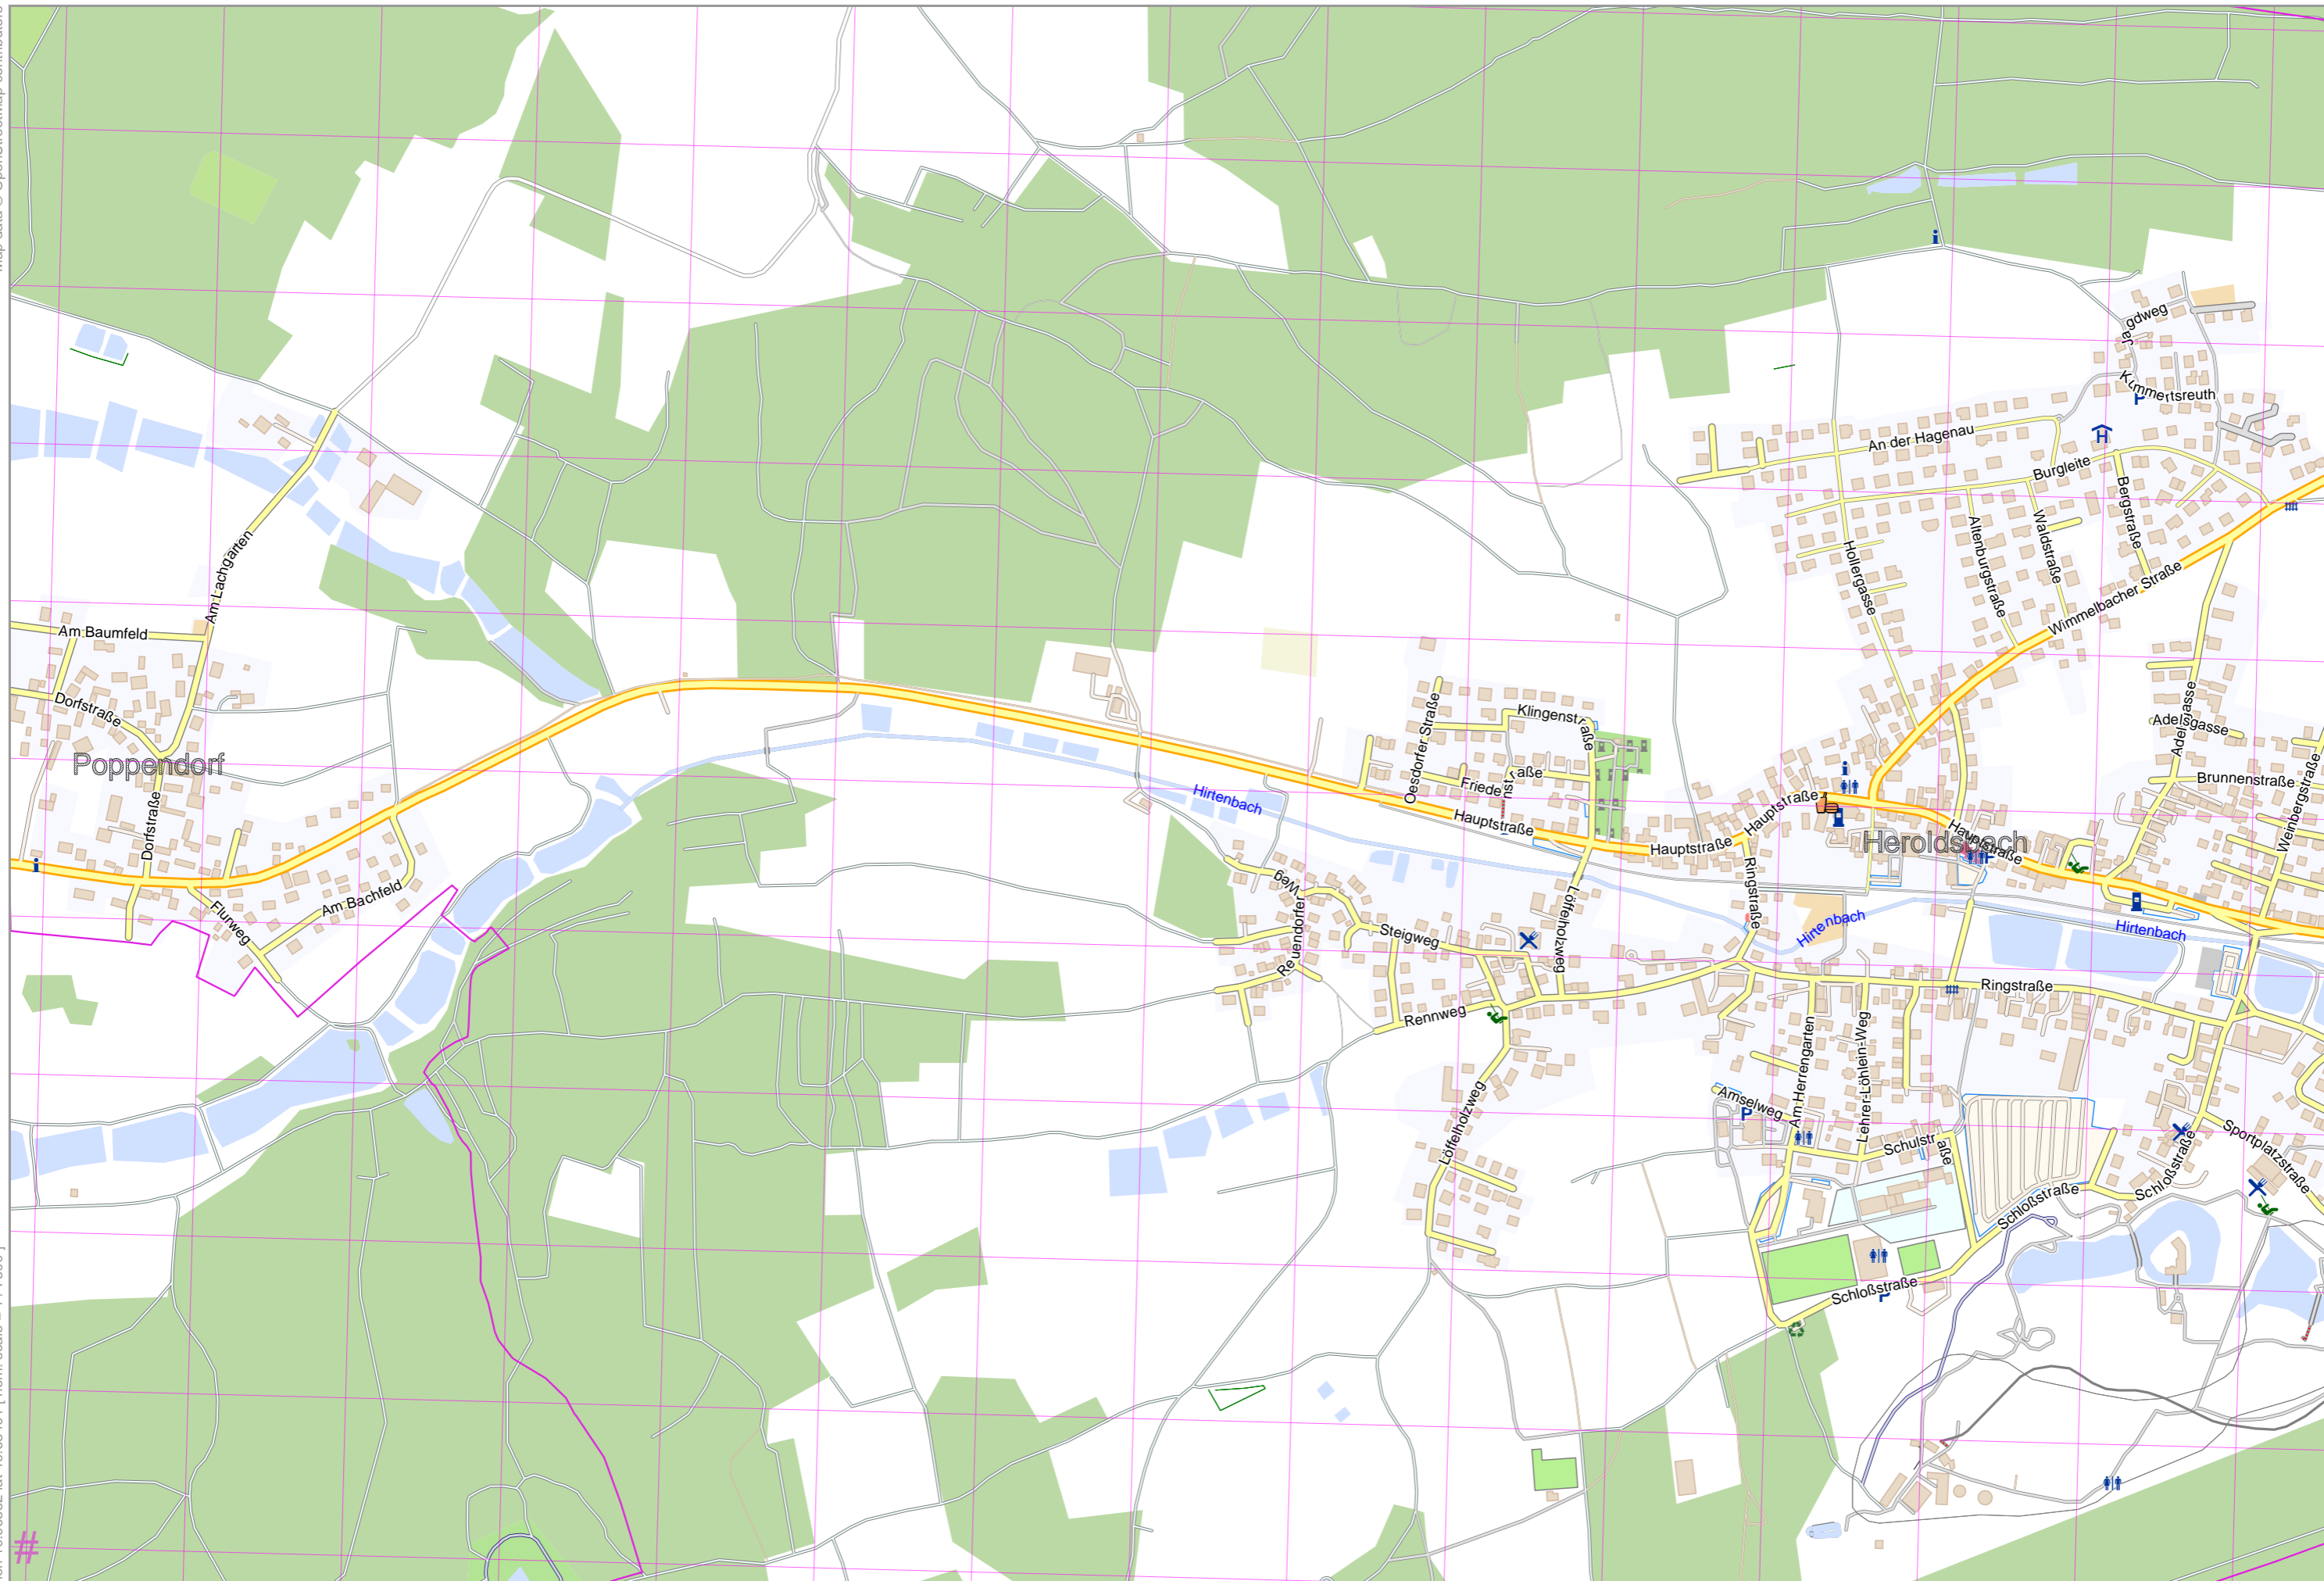 Jagdweg
Kummertsreuth
P
An der Hagenau
H
Burgleite
Bergstraße
Waldstraße
Altenburgstraße
Hollergasse
Wimmelbacher Straße
Am Lachgarten
Am Baumfeld
Dorfstraße
Poppendorf
Dorfstraße
Am Bachfeld
Flurweg
Oesdorfer Straße
Klingenstraße
Hirtenbach
Hauptstraße
Hauptstraße
Hauptstraße
Heroldsbach
Hauptstraße
Adelsgasse
Adelsgasse
Brunnenstraße
Weinbergstraße
Ringstraße
Hirtenbach
Hirtenbach
Weg
Reuendorfer
Steigweg
Löffelholzweg
Rennweg
Ringstraße
Am Herrengarten
Lehrer-Löhlein-Weg
Amselweg
P
Schulstraße
Löffelholzweg
Sportplatzstraße
Schloßstraße
Schloßstraße
Schloßstraße
P
#